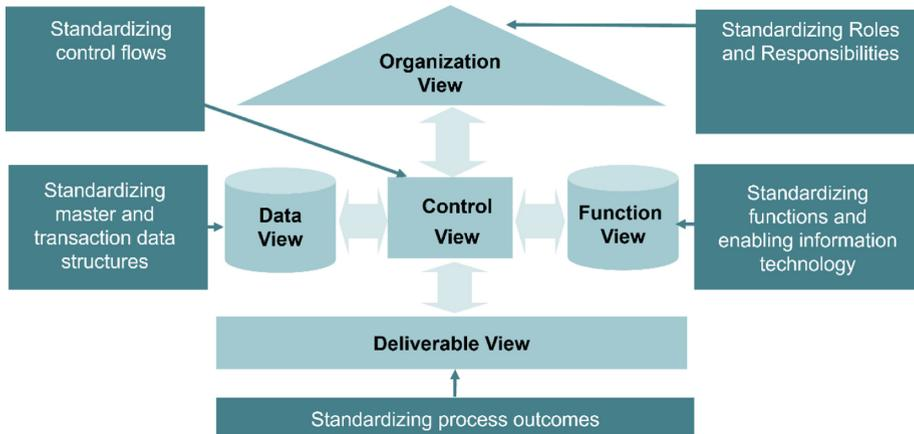 Standardizing
control flows
Organization
View
Standardizing Roles
and Responsibilities
Standardizing
master and
transaction data
structures
Data
View
Control
View
Function
View
Standardizing
functions and
enabling information
technology
Deliverable View
Standardizing process outcomes